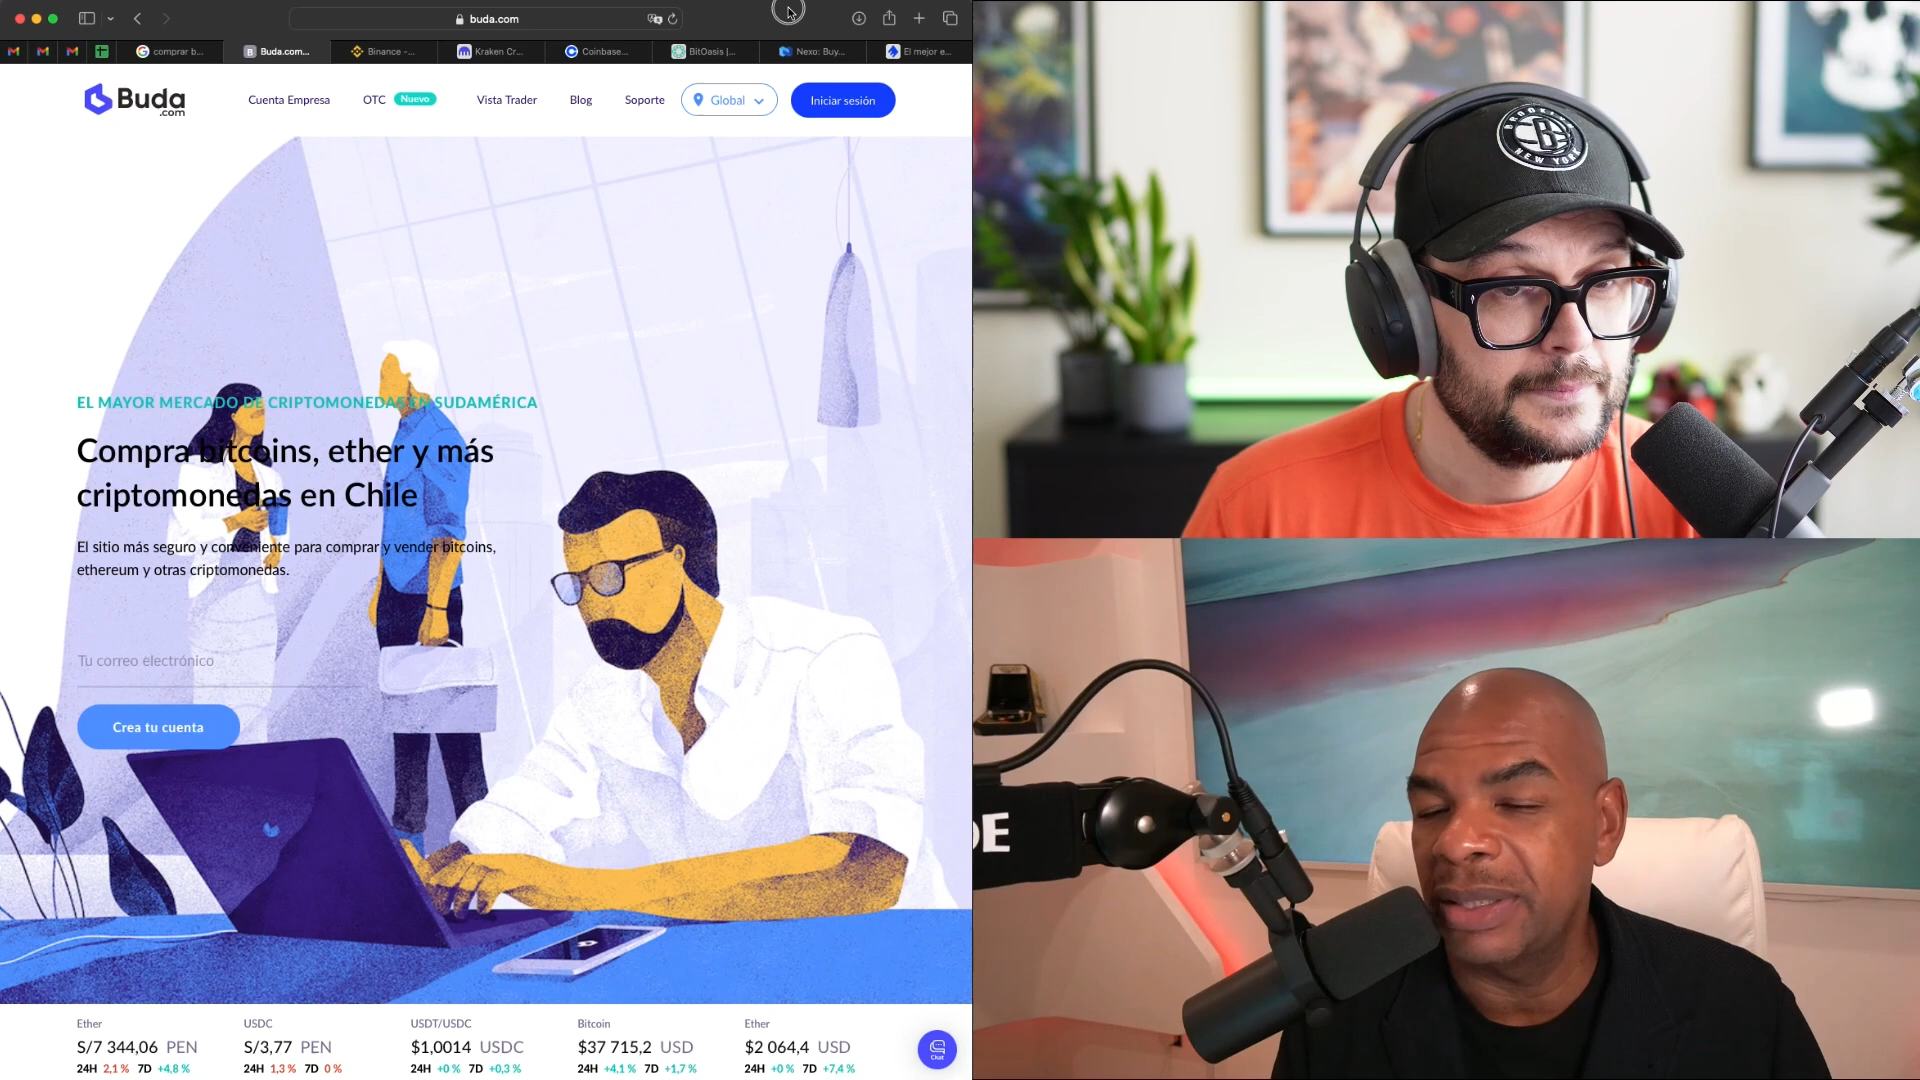 buda.com
comprar b...
Buda.com...
Binance -...
Kraken Cr...
Coinbase...
BitOasis |...
Nexo: Buy...
El mejor e...
Buda
.com
Cuenta Empresa
OTC Nuevo
Vista Trader
Blog
Soporte
Global
Iniciar sesión
EL MAYOR MERCADO DE CRIPTOMONEDAS EN SUDAMÉRICA
Compra bitcoins, ether y más
criptomonedas en Chile
El sitio más seguro y conveniente para comprar y vender bitcoins,
ethereum y otras criptomonedas.
Tu correo electrónico
Crea tu cuenta
Ether
S/7 344,06 PEN
24H 2,1 % 7D +4,8 %
USDC
S/3,77 PEN
24H 1,3 % 7D 0 %
USDT/USDC
$1,0014 USDC
24H +0 % 7D +0,3 %
Bitcoin
$37 715,2 USD
24H +4,1 % 7D +1,7 %
Ether
$2 064,4 USD
24H +0 % 7D +7,4 %
Chat
BROOKLYN
B
NEW YORK
DE